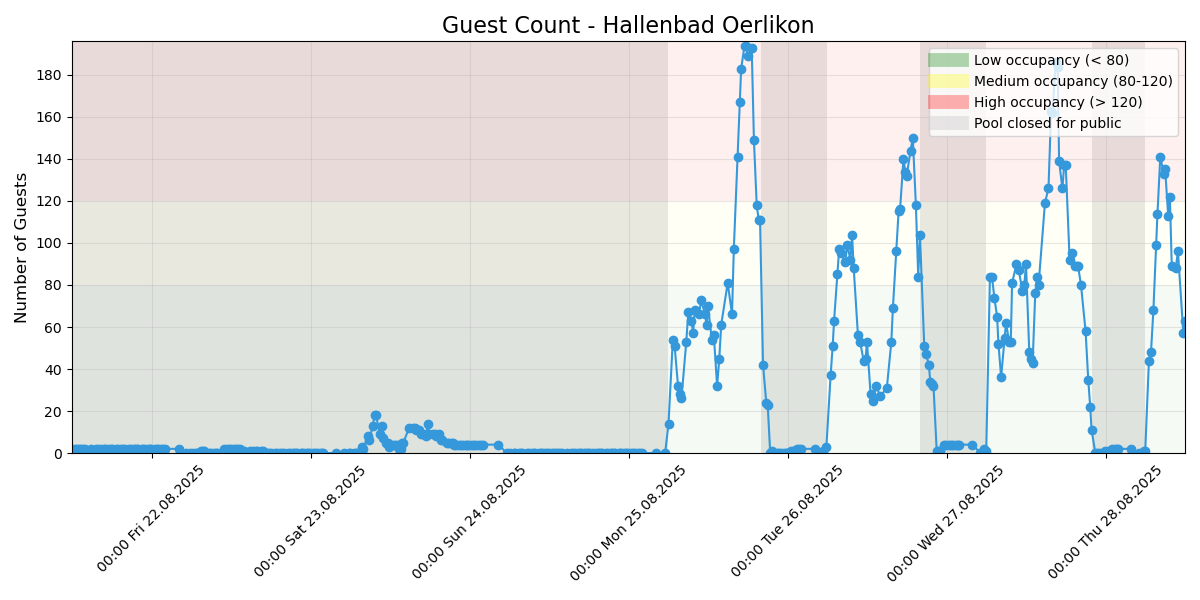 Guest Count - Hallenbad Oerlikon
Low occupancy (< 80)
Medium occupancy (80-120)
High occupancy (> 120)
Pool closed for public
Number of Guests
180
160
140
120
100
80
60
40
20
0
00:00 Fri 22.08.2025
00:00 Sat 23.08.2025
00:00 Sun 24.08.2025
00:00 Mon 25.08.2025
00:00 Tue 26.08.2025
00:00 Wed 27.08.2025
00:00 Thu 28.08.2025